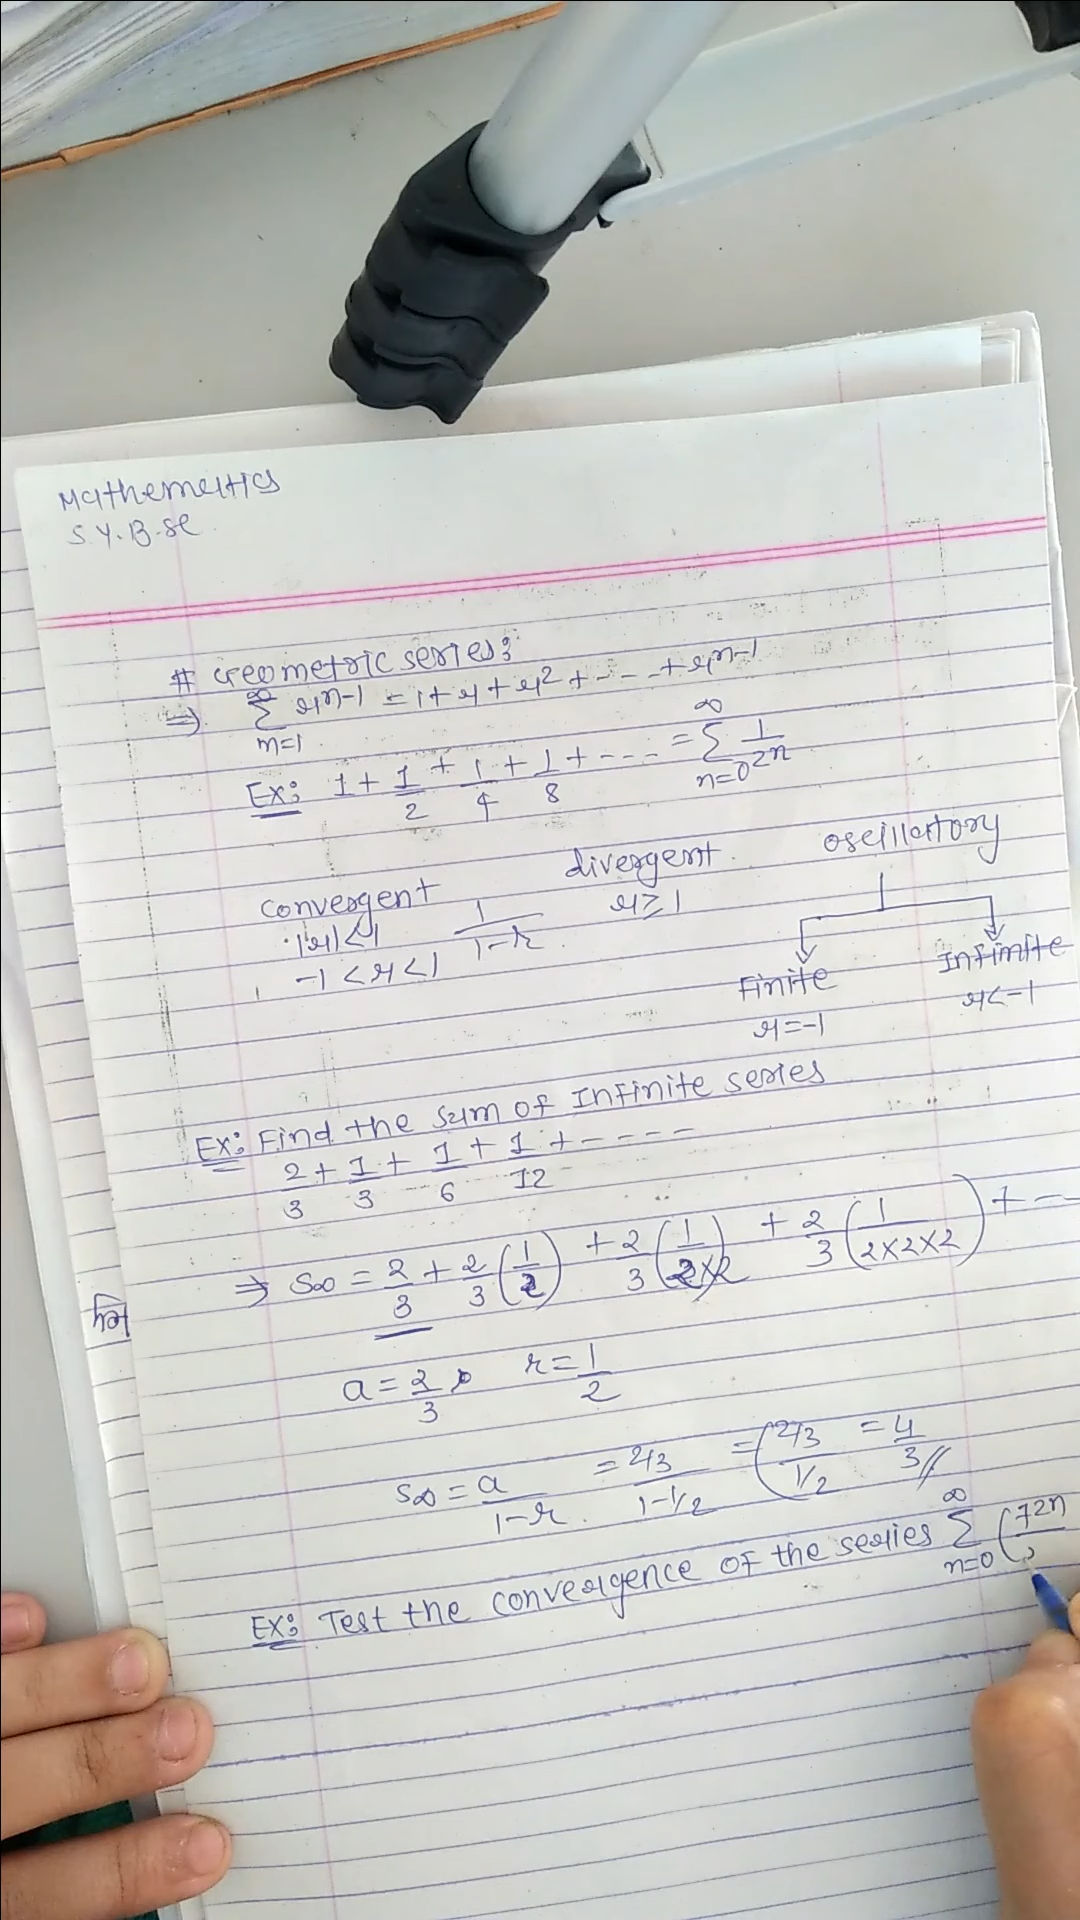 Mathematics
S.Y.B.Sc
# Geometric series:
⇒ ∞ Σ n=1 r^(n-1) = 1 + r + r² + - - - + r^(n-1)
Ex: 1 + 1/2 + 1/4 + 1/8 + - - - = ∞ Σ n=0 1/2^n
convergent divergent oscillatory
|r|<1 1/(1-r) r≥1
-1<r<1 Finite Infinite
r=-1 r<-1
Ex: Find the sum of Infinite series
2/3 + 1/3 + 1/6 + 1/12 + - - - -
⇒ S∞ = 2/3 + 2/3 (1/2) + 2/3 (1/2×2) + 2/3 (1/2×2×2) + - -
a = 2/3, r = 1/2
S∞ = a/(1-r) = 2/3/(1-1/2) = (2/3/1/2 = 4/3 //
Ex: Test the convergence of the series ∞ Σ n=0 (7^2n